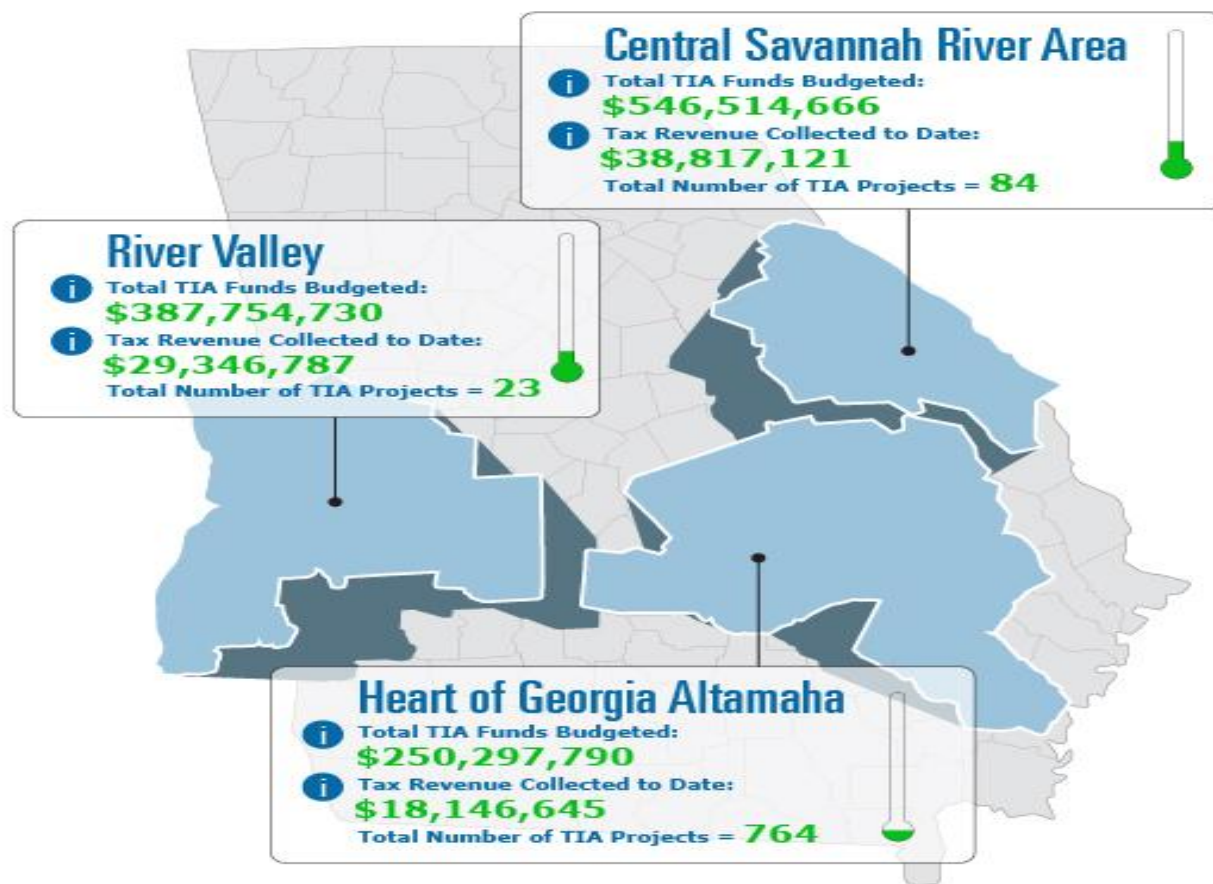 Central Savannah River Area
i Total TIA Funds Budgeted:
$546,514,666
i Tax Revenue Collected to Date:
$38,817,121
Total Number of TIA Projects = 84
River Valley
i Total TIA Funds Budgeted:
$387,754,730
i Tax Revenue Collected to Date:
$29,346,787
Total Number of TIA Projects = 23
Heart of Georgia Altamaha
i Total TIA Funds Budgeted:
$250,297,790
i Tax Revenue Collected to Date:
$18,146,645
Total Number of TIA Projects = 764